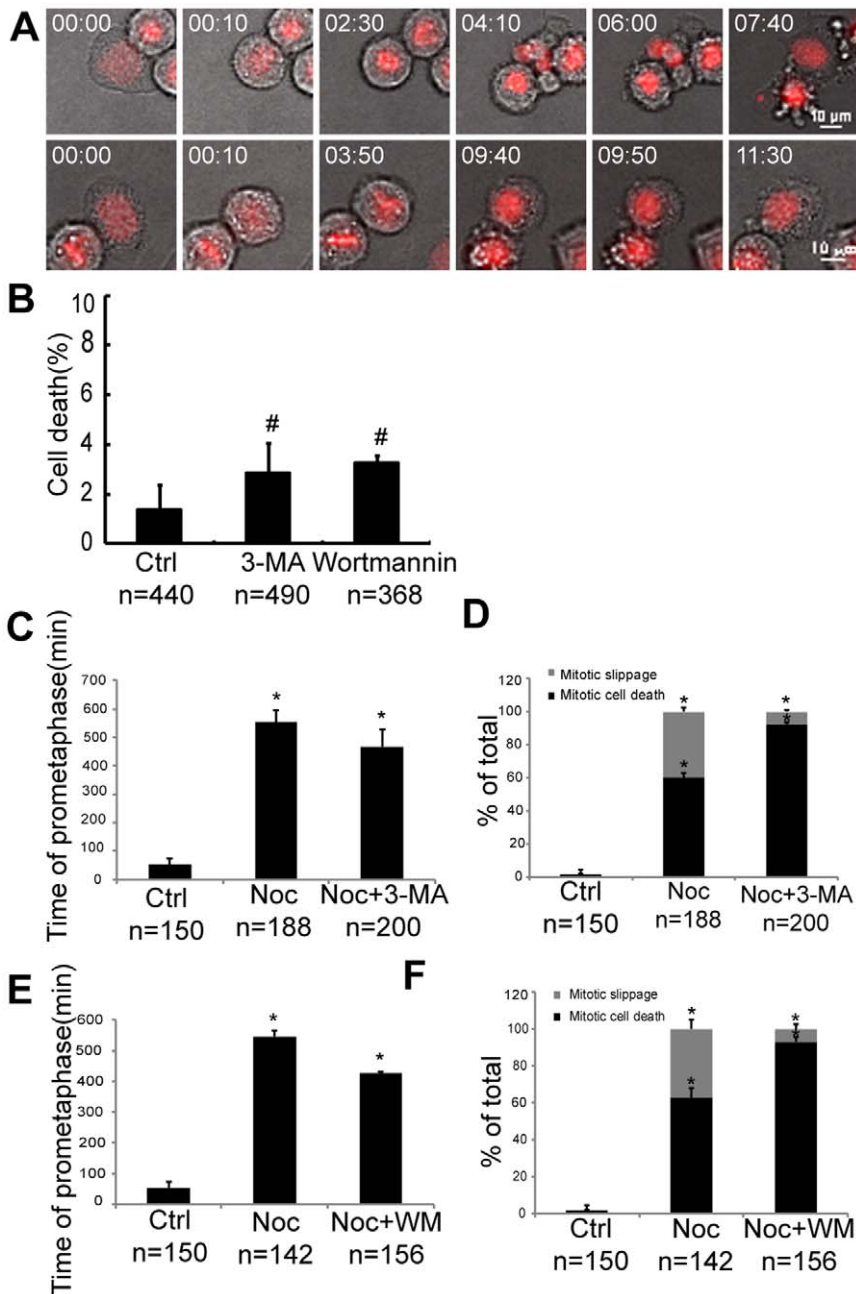 A
00:00 00:10 02:30 04:10 06:00 07:40
10 µm
00:00 00:10 03:50 09:40 09:50 11:30
10 µm
B
Cell death(%)
10
8
6
4
2
0
# #
Ctrl 3-MA Wortmannin
n=440 n=490 n=368
C
Time of prometaphase(min)
700
600
500
400
300
200
100
0
* *
Ctrl Noc Noc+3-MA
n=150 n=188 n=200
D
% of total
120
100
80
60
40
20
0
Mitotic slippage
Mitotic cell death
* *
* *
Ctrl Noc Noc+3-MA
n=150 n=188 n=200
E
Time of prometaphase(min)
600
500
400
300
200
100
0
* *
Ctrl Noc Noc+WM
n=150 n=142 n=156
F
% of total
120
100
80
60
40
20
0
Mitotic slippage
Mitotic cell death
* *
* *
Ctrl Noc Noc+WM
n=150 n=142 n=156